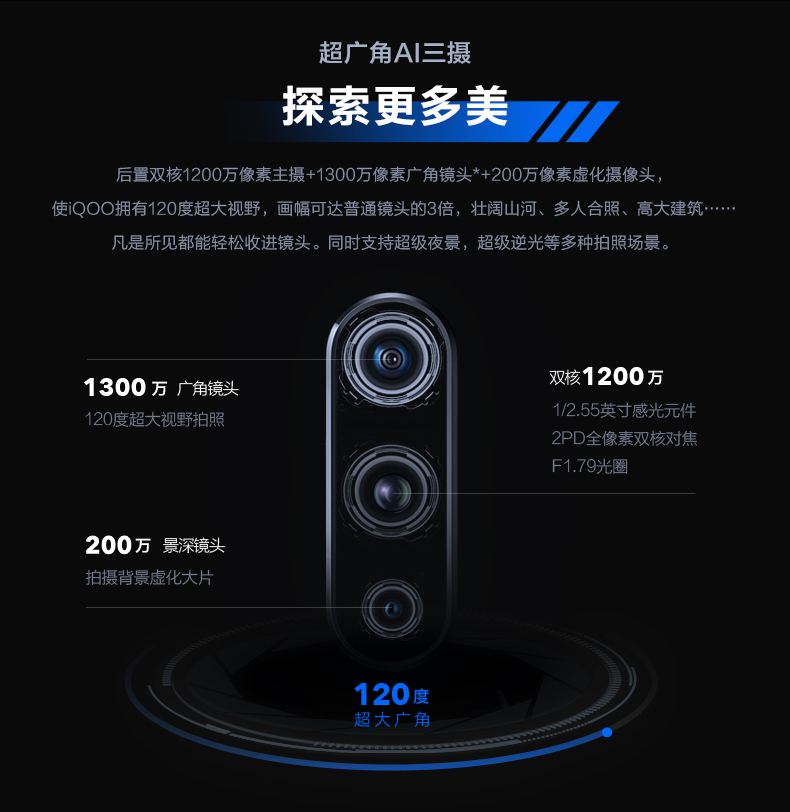 超广角AI三摄
探索更多美
后置双核1200万像素主摄+1300万像素广角镜头*+200万像素虚化摄像头，
使iQOO拥有120度超大视野，画幅可达普通镜头的3倍，壮阔山河、多人合照、高大建筑……
凡是所见都能轻松收进镜头。同时支持超级夜景，超级逆光等多种拍照场景。
1300万 广角镜头
120度超大视野拍照
双核1200万
1/2.55英寸感光元件
2PD全像素双核对焦
F1.79光圈
200万 景深镜头
拍摄背景虚化大片
120度
超大广角